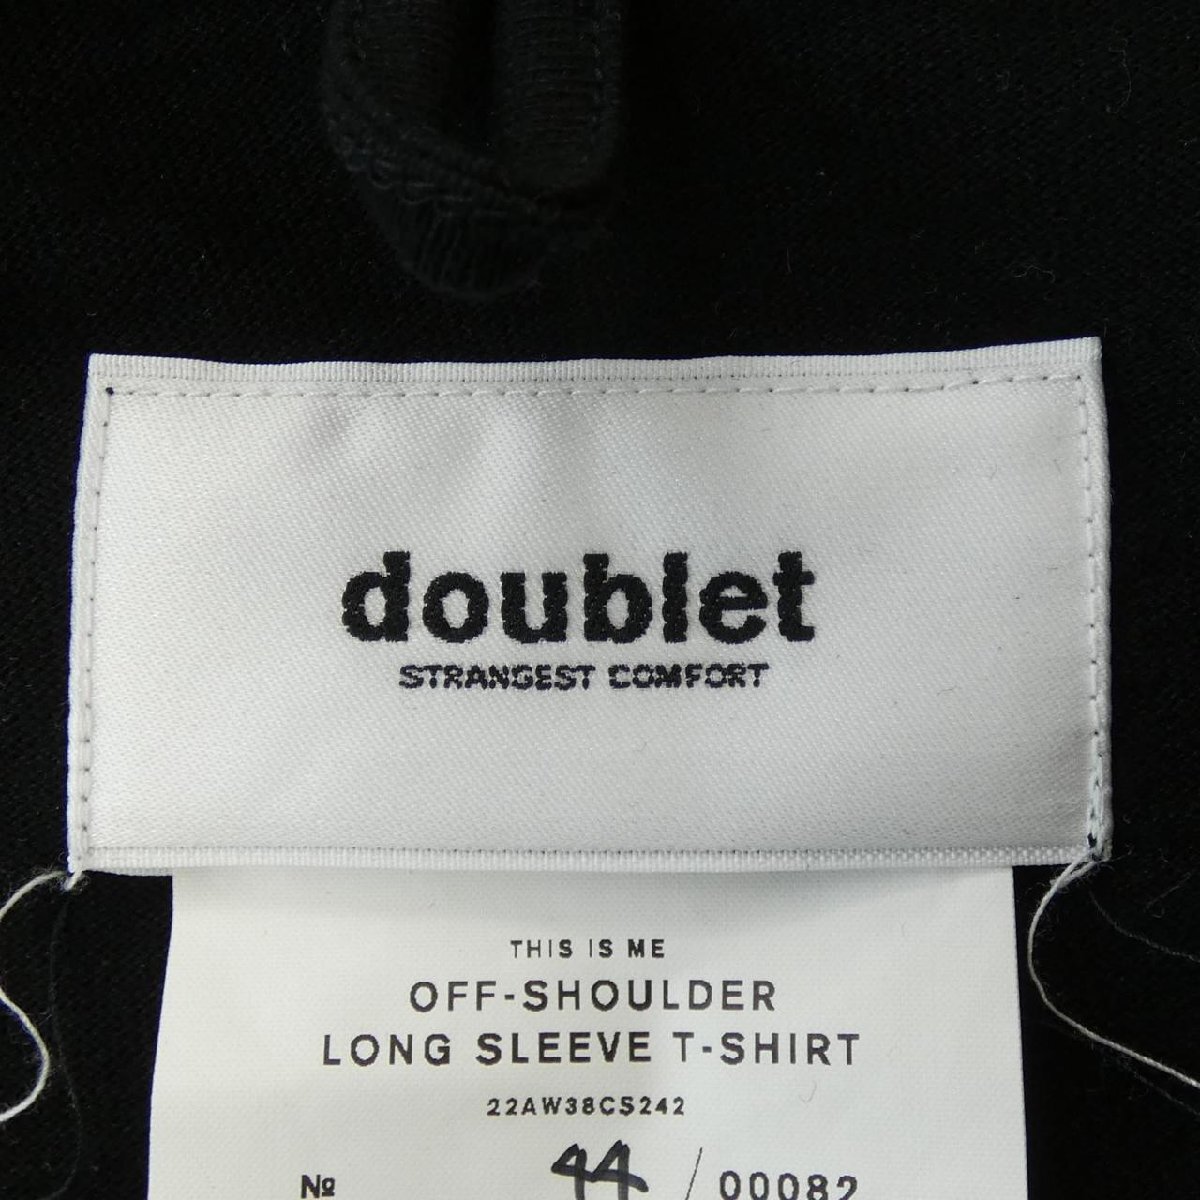 doublet
STRANGEST COMFORT
THIS IS ME
OFF-SHOULDER
LONG SLEEVE T-SHIRT
22AW38CS242
№ 44 / 00082